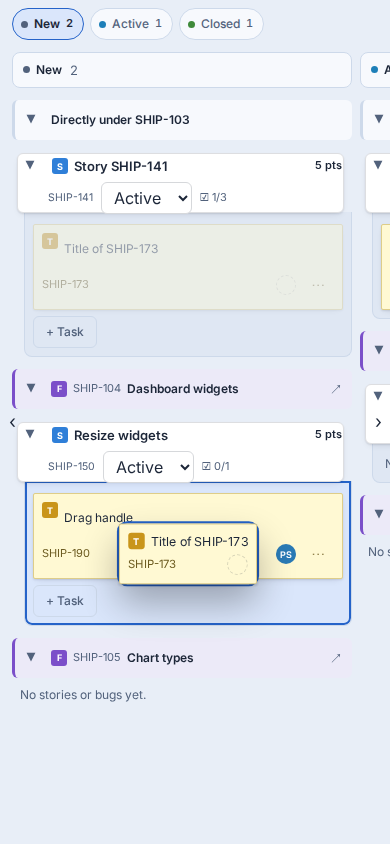 New 2 Active 1 Closed 1
New 2 A
Directly under SHIP-103
S Story SHIP-141 5 pts
SHIP-141 Active ☑ 1/3
T Title of SHIP-173
SHIP-173 ...
+ Task
F SHIP-104 Dashboard widgets ↗
S Resize widgets 5 pts
SHIP-150 Active ☑ 0/1
T Drag handle
T Title of SHIP-173
SHIP-190 SHIP-173 PS ...
+ Task
No s
F SHIP-105 Chart types ↗
No stories or bugs yet.